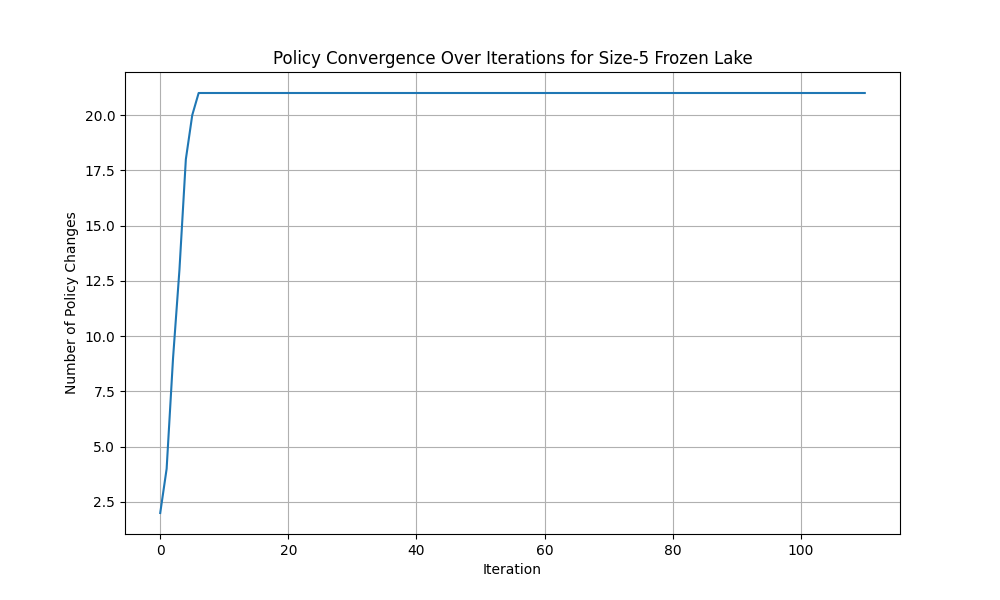 Policy Convergence Over Iterations for Size-5 Frozen Lake
Number of Policy Changes
20.0
17.5
15.0
12.5
10.0
7.5
5.0
2.5
0 20 40 60 80 100
Iteration